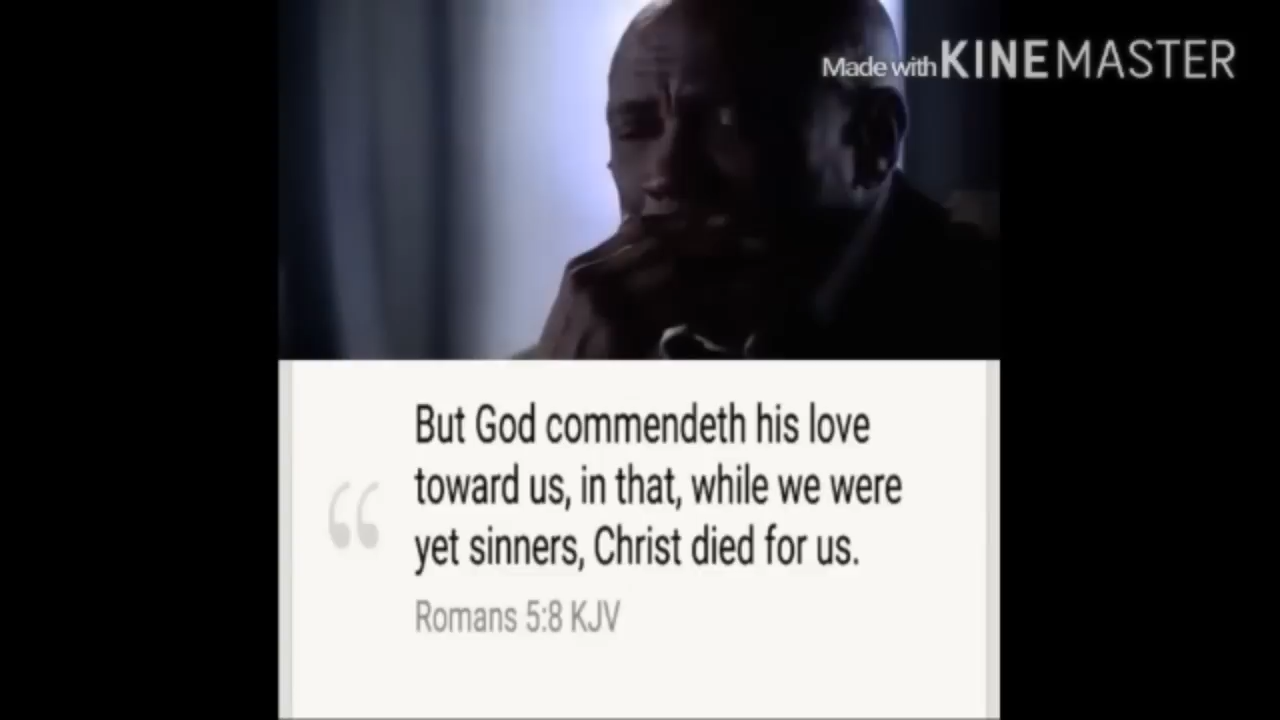 Made with KINEMASTER
“
But God commendeth his love
toward us, in that, while we were
yet sinners, Christ died for us.
Romans 5:8 KJV